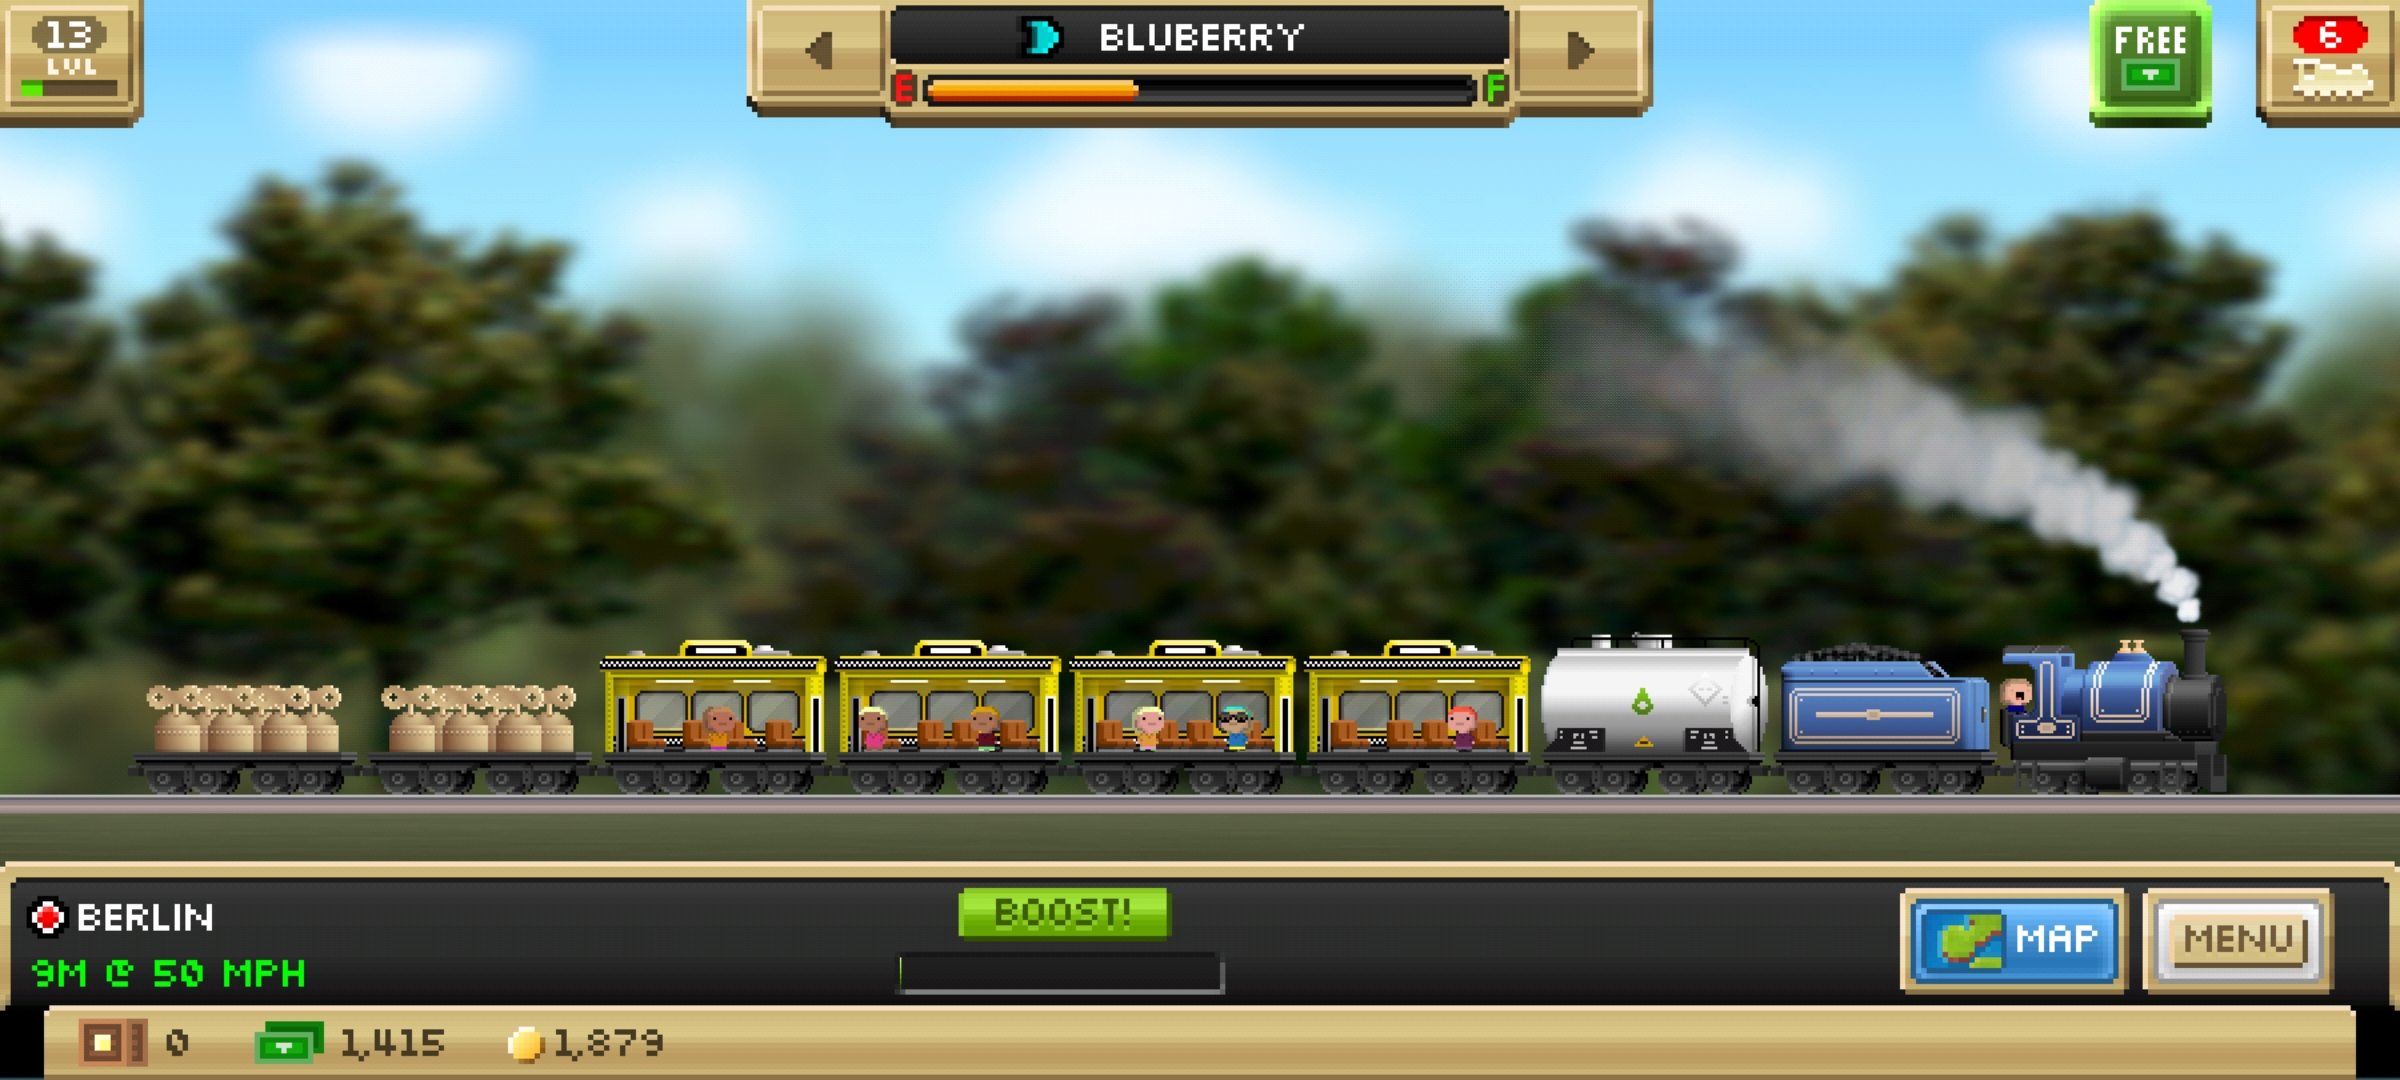 13
LVL
BLUBERRY
E F
FREE
6
BERLIN
9M @ 50 MPH
BOOST!
MAP
MENU
0 1,415 1,879